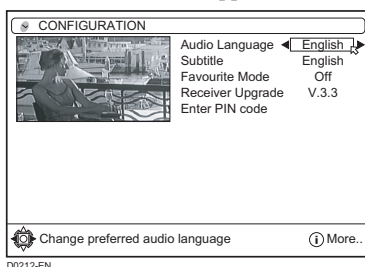 CONFIGURATION
Audio Language English
Subtitle English
Favourite Mode Off
Receiver Upgrade V.3.3
Enter PIN code
Change preferred audio language i More..
D0212-EN